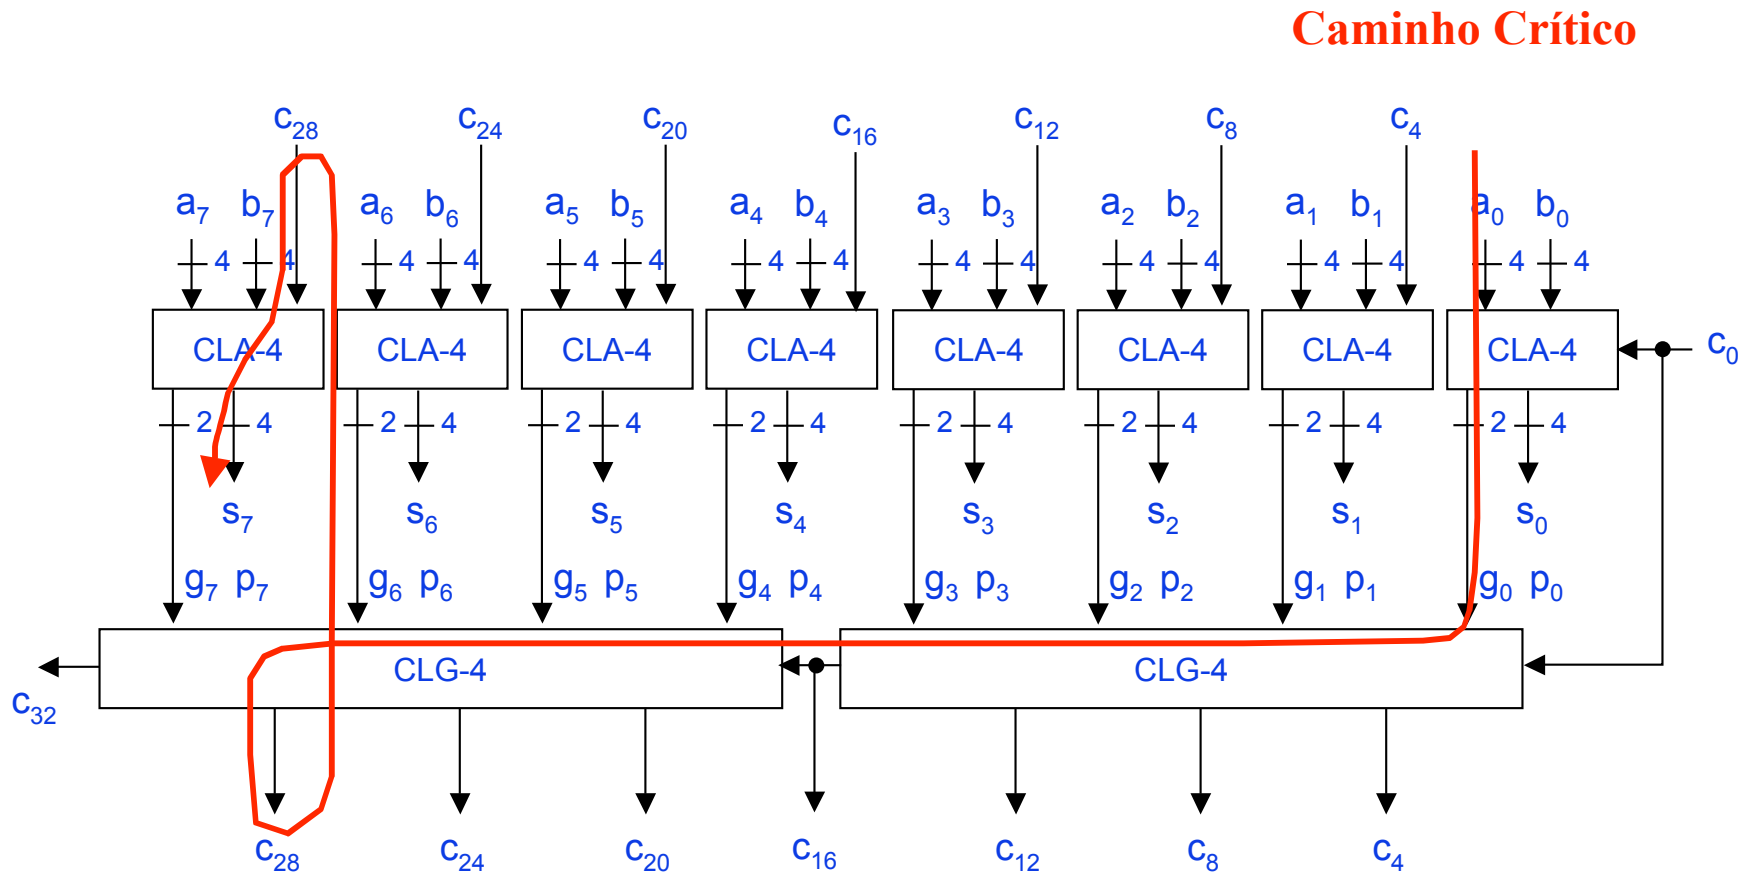 Caminho Crítico
c28 c24 c20 c16 c12 c8 c4
a7 b7 a6 b6 a5 b5 a4 b4 a3 b3 a2 b2 a1 b1 a0 b0
4 4 4 4 4 4 4 4 4 4 4 4 4 4 4 4
CLA-4 CLA-4 CLA-4 CLA-4 CLA-4 CLA-4 CLA-4 CLA-4 c0
2 4 2 4 2 4 2 4 2 4 2 4 2 4 2 4
s7 s6 s5 s4 s3 s2 s1 s0
g7 p7 g6 p6 g5 p5 g4 p4 g3 p3 g2 p2 g1 p1 g0 p0
CLG-4 CLG-4
c32
c28 c24 c20 c16 c12 c8 c4